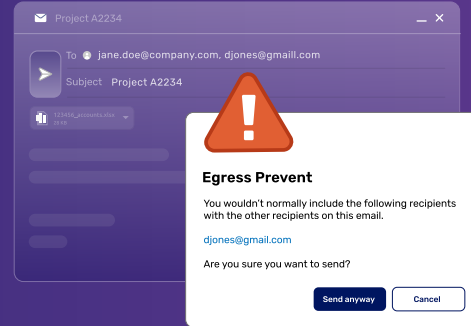 Project A2234
To jane.doe@company.com, djones@gmaill.com
Subject Project A2234
123456_accounts.xlsx
Egress Prevent
You wouldn't normally include the following recipients
with the other recipients on this email.
djones@gmail.com
Are you sure you want to send?
Send anyway Cancel